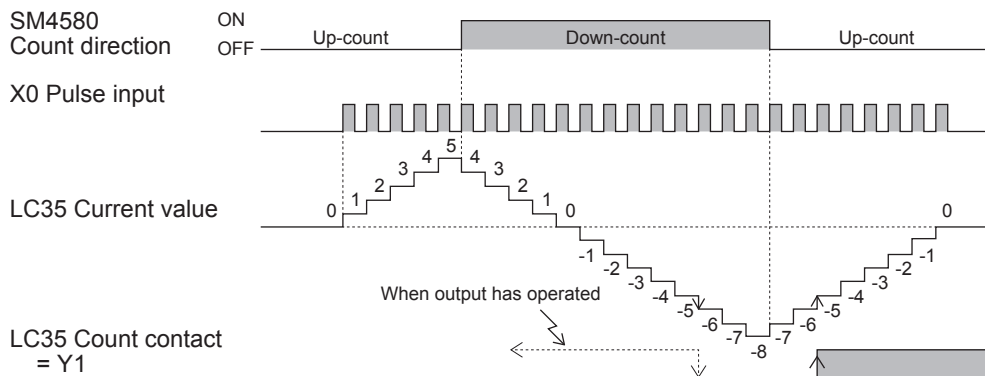 SM4580
Count direction
ON
OFF
Up-count
Down-count
Up-count
X0 Pulse input
LC35 Current value
0
1
2
3
4
5
4
3
2
1
0
-1
-2
-3
-4
-5
-6
-7
-8
-7
-6
-5
-4
-3
-2
-1
0
When output has operated
LC35 Count contact
= Y1